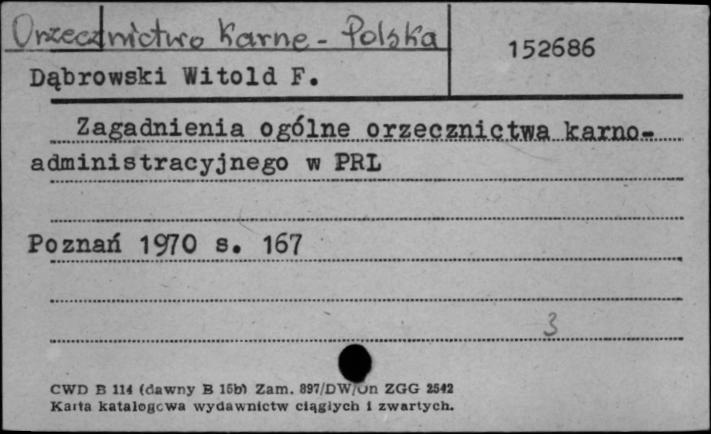 Orzecznictwo Karne - Polska
152686
Dąbrowski Witold F.
Zagadnienia ogólne orzecznictwa karno-
administracyjnego w PRL
Poznań 1970 s. 167
3
CWD B 114 (dawny B 15b) Zam. 897/DW/Un ZGG 2542
Karta katalogowa wydawnictw ciągłych i zwartych.